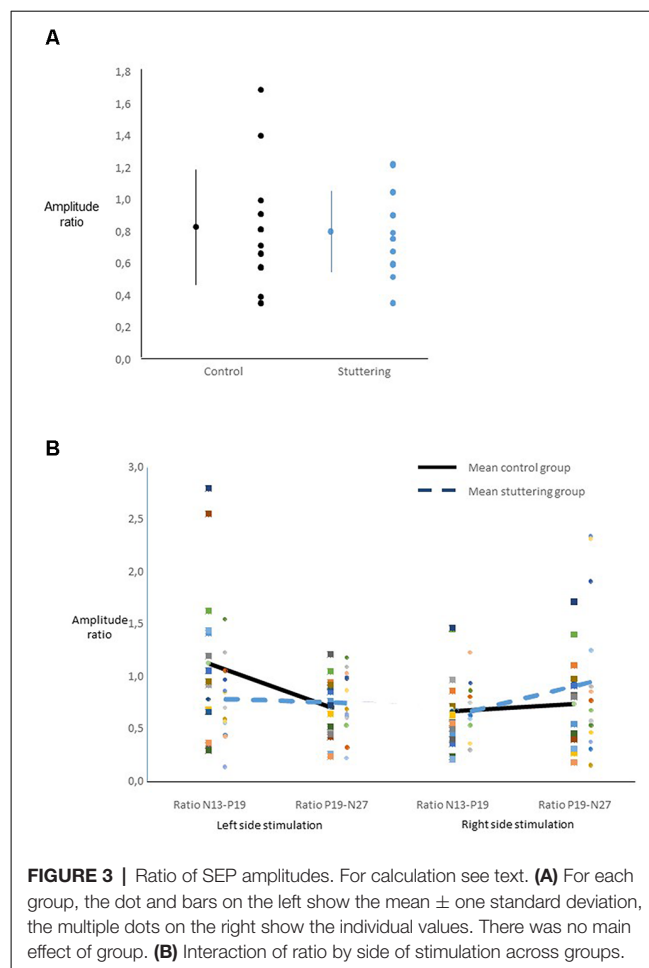 A
1,8
1,6
1,4
1,2
1,0
0,8
0,6
0,4
0,2
0,0
Amplitude
ratio
Control Stuttering
B
3,0
2,5
2,0
1,5
1,0
0,5
0,0
Amplitude
ratio
Mean control group
Mean stuttering group
Ratio N13-P19 Ratio P19-N27 Ratio N13-P19 Ratio P19-N27
Left side stimulation Right side stimulation
FIGURE 3 | Ratio of SEP amplitudes. For calculation see text. (A) For each
group, the dot and bars on the left show the mean ± one standard deviation,
the multiple dots on the right show the individual values. There was no main
effect of group. (B) Interaction of ratio by side of stimulation across groups.